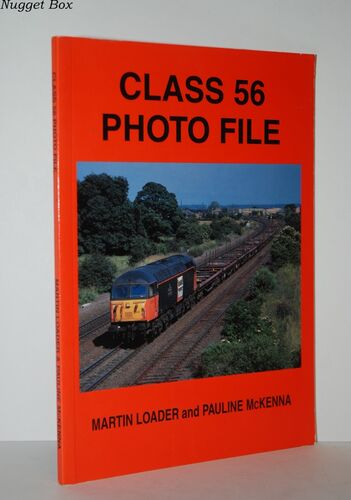 Nugget Box
CLASS 56
PHOTO FILE
MARTIN LOADER and PAULINE McKENNA
CLASS 56 PHOTO FILE
MARTIN LOADER & PAULINE McKENNA